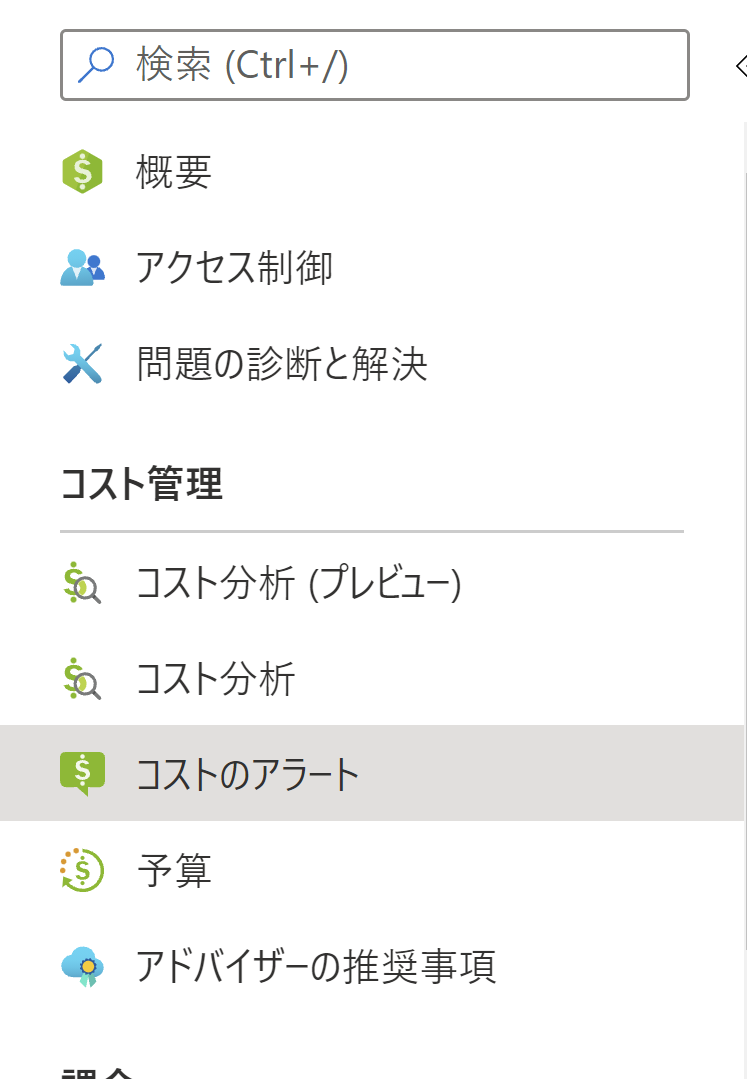 検索 (Ctrl+/)
概要
アクセス制御
問題の診断と解決
コスト管理
コスト分析 (プレビュー)
コスト分析
コストのアラート
予算
アドバイザーの推奨事項